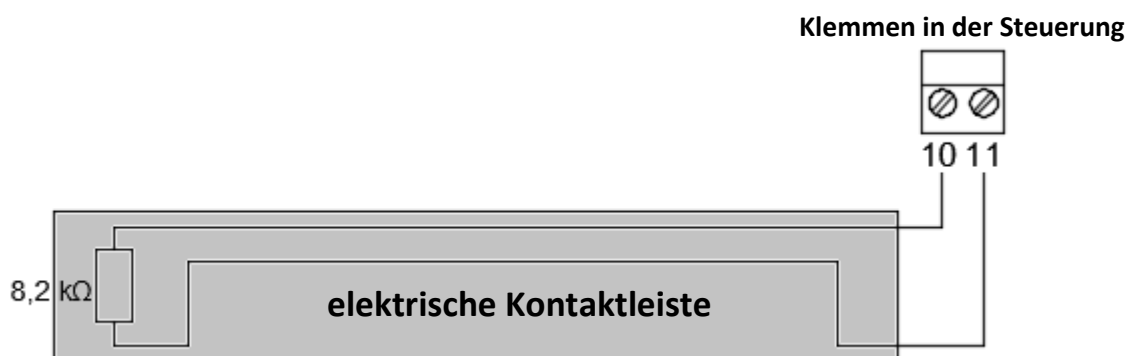 Klemmen in der Steuerung
10 11
8,2 kΩ
elektrische Kontaktleiste